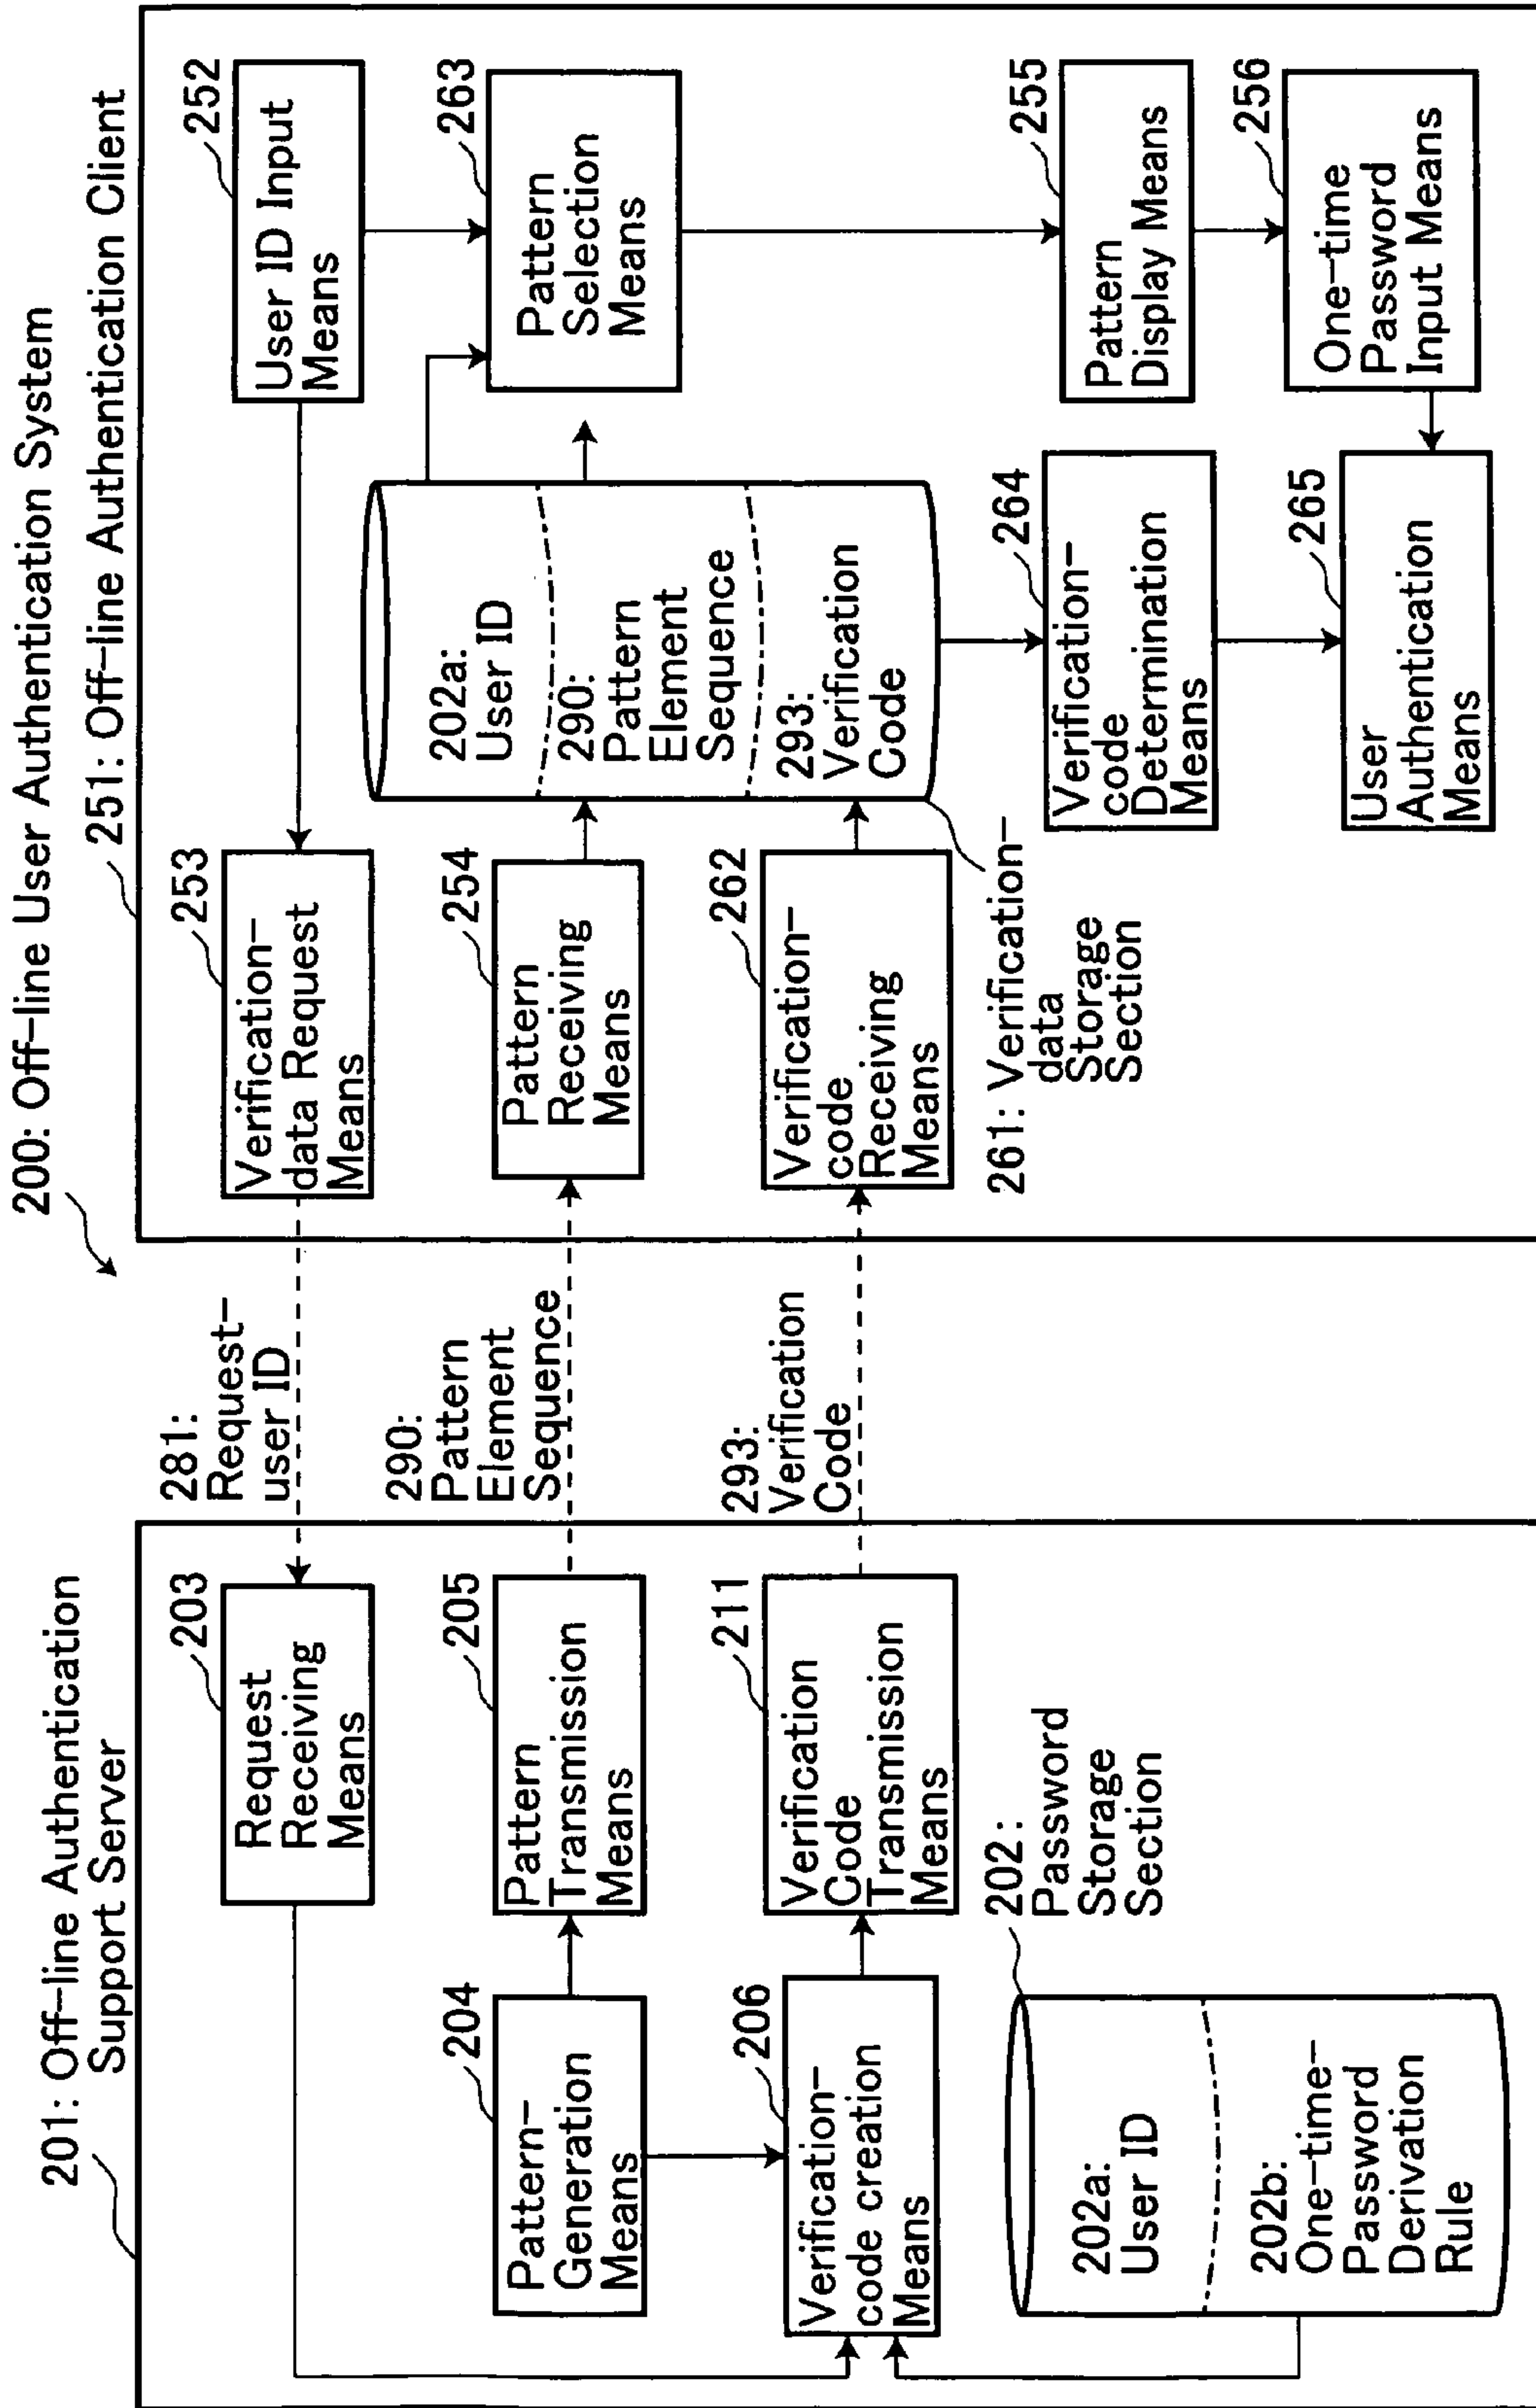 200: Off-line User Authentication System
201: Off-line Authentication
Support Server
251: Off-line Authentication Client
203
Request
Receiving
Means
281:
Request-
user ID
253
Verification-
data Request
Means
252
User ID Input
Means
204
Pattern-
Generation
Means
205
Pattern
Transmission
Means
290:
Pattern
Element
Sequence
254
Pattern
Receiving
Means
202a:
User ID
290:
Pattern
Element
Sequence
293:
Verification
Code
263
Pattern
Selection
Means
206
Verification-
code creation
Means
211
Verification
Code
Transmission
Means
293:
Verification
Code
262
Verification-
code
Receiving
Means
261: Verification-
data
Storage
Section
202:
Password
Storage
Section
202a:
User ID
202b:
One-time-
Password
Derivation
Rule
264
Verification-
code
Determination
Means
255
Pattern
Display Means
265
User
Authentication
Means
256
One-time
Password
Input Means